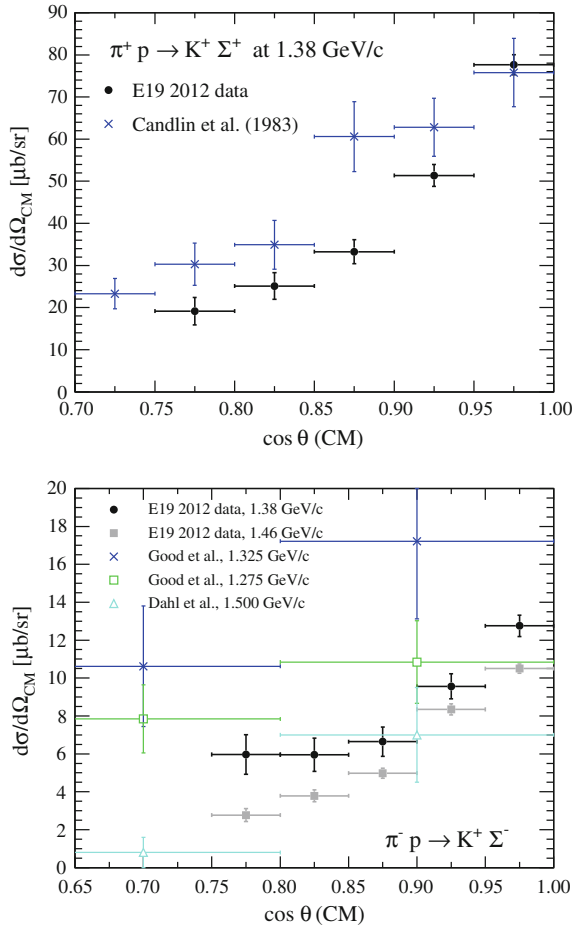 π⁺ p → K⁺ Σ⁺ at 1.38 GeV/c
E19 2012 data
Candlin et al. (1983)
dσ/dΩ_CM [μb/sr]
90
80
70
60
50
40
30
20
10
0
0.70 0.75 0.80 0.85 0.90 0.95 1.00
cos θ (CM)
E19 2012 data, 1.38 GeV/c
E19 2012 data, 1.46 GeV/c
Good et al., 1.325 GeV/c
Good et al., 1.275 GeV/c
Dahl et al., 1.500 GeV/c
dσ/dΩ_CM [μb/sr]
20
18
16
14
12
10
8
6
4
2
0
π⁻ p → K⁺ Σ⁻
0.65 0.70 0.75 0.80 0.85 0.90 0.95 1.00
cos θ (CM)